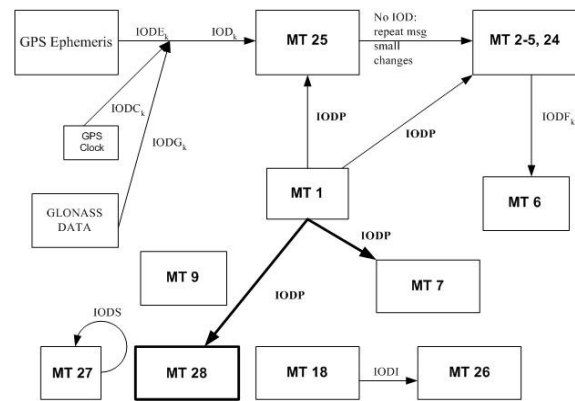 GPS Ephemeris
IODE_k
IOD_k
MT 25
No IOD:
repeat msg
small
changes
MT 2-5, 24
IODC_k
GPS
Clock
IODG_k
IODP
IODP
IODF_k
GLONASS
DATA
MT 1
MT 6
IODP
MT 9
IODP
MT 7
IODS
MT 27
MT 28
MT 18
IODI
MT 26